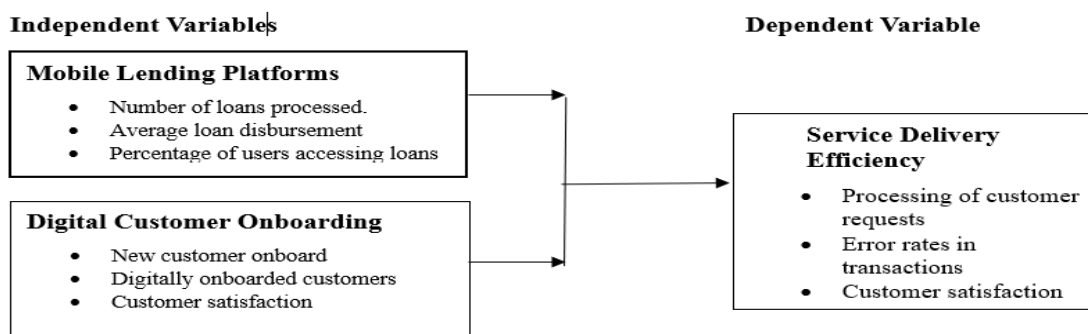 Independent Variables
Mobile Lending Platforms
• Number of loans processed.
• Average loan disbursement
• Percentage of users accessing loans
Digital Customer Onboarding
• New customer onboard
• Digitally onboarded customers
• Customer satisfaction
Dependent Variable
Service Delivery
Efficiency
• Processing of customer
requests
• Error rates in
transactions
• Customer satisfaction